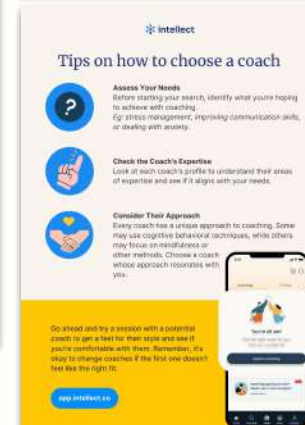 intellect
Tips on how to choose a coach
?
Assess Your Needs
Before starting your search, identify what you're hoping
to achieve with coaching.
Eg: stress management, improving communication skills,
or dealing with anxiety.
Check the Coach's Expertise
Look at each coach's profile to understand their areas
of expertise and see if it aligns with your needs.
Consider Their Approach
Every coach has a unique approach to coaching. Some
may use cognitive behavioral techniques, while others
may focus on mindfulness or
other methods. Choose a coach
whose approach resonates with
you.
You're all set!
Go ahead and try a session with a potential
coach to get a feel for their style and see if
you're comfortable with them. Remember, it's
okay to change coaches if the first one doesn't
feel like the right fit.
app.intellect.co